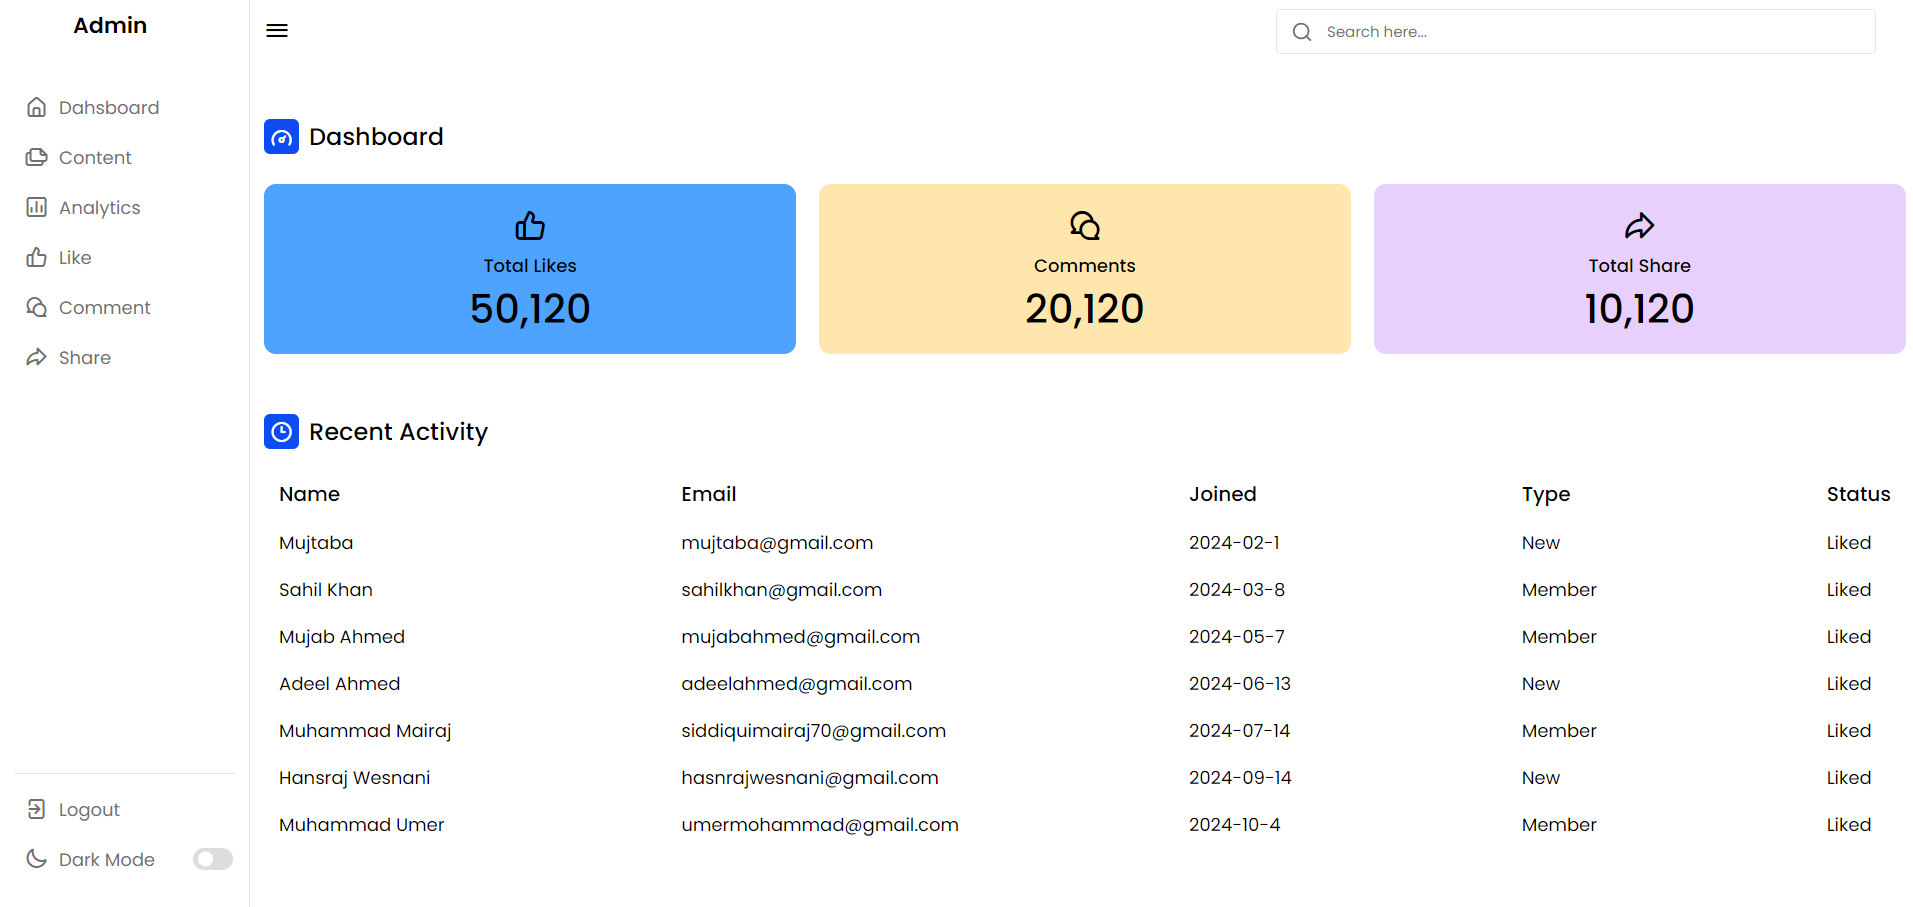 Admin
Search here...
Dahsboard
Content
Analytics
Like
Comment
Share
Logout
Dark Mode
Dashboard
Total Likes
50,120
Comments
20,120
Total Share
10,120
Recent Activity
Name Email Joined Type Status
Mujtaba mujtaba@gmail.com 2024-02-1 New Liked
Sahil Khan sahilkhan@gmail.com 2024-03-8 Member Liked
Mujab Ahmed mujabahmed@gmail.com 2024-05-7 Member Liked
Adeel Ahmed adeelahmed@gmail.com 2024-06-13 New Liked
Muhammad Mairaj siddiquimairaj70@gmail.com 2024-07-14 Member Liked
Hansraj Wesnani hasnrajwesnani@gmail.com 2024-09-14 New Liked
Muhammad Umer umermohammad@gmail.com 2024-10-4 Member Liked